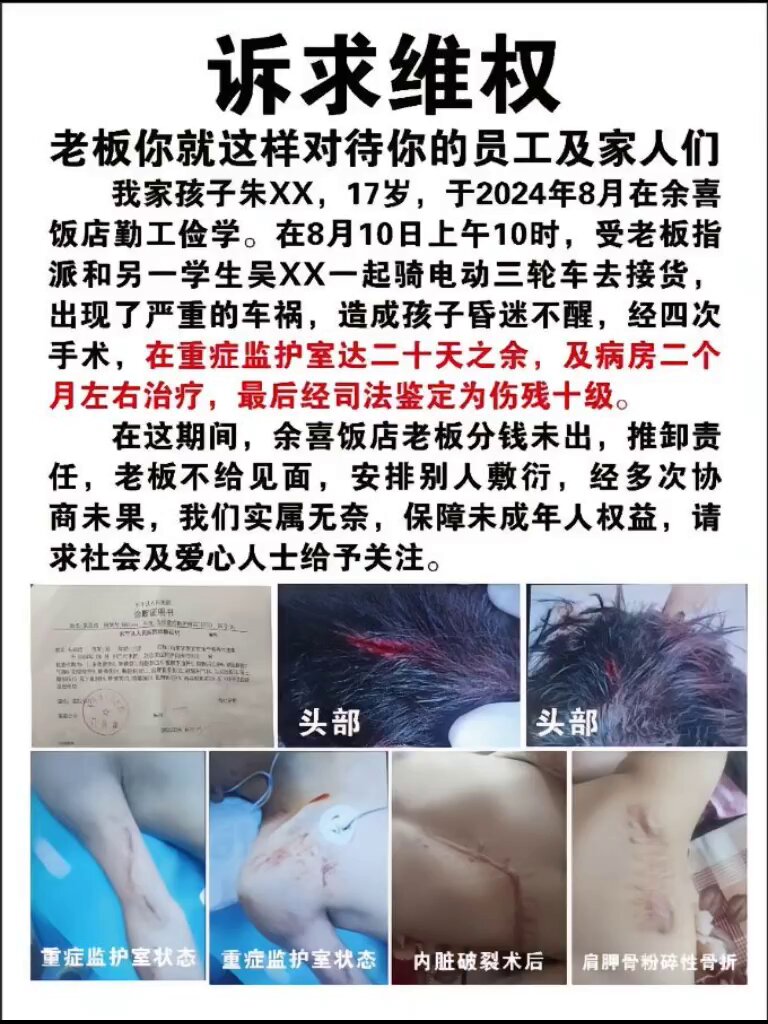 诉求维权
老板你就这样对待你的员工及家人们
我家孩子朱XX，17岁，于2024年8月在余喜
饭店勤工俭学。在8月10日上午10时，受老板指
派和另一学生吴XX一起骑电动三轮车去接货，
出现了严重的车祸，造成孩子昏迷不醒，经四次
手术，在重症监护室达二十天之余，及病房二个
月左右治疗，最后经司法鉴定为伤残十级。
在这期间，余喜饭店老板分钱未出，推卸责
任，老板不给见面，安排别人敷衍，经多次协
商未果，我们实属无奈，保障未成年人权益，请
求社会及爱心人士给予关注。
诊断证明书
头部
头部
重症监护室状态
重症监护室状态
内脏破裂术后
肩胛骨粉碎性骨折